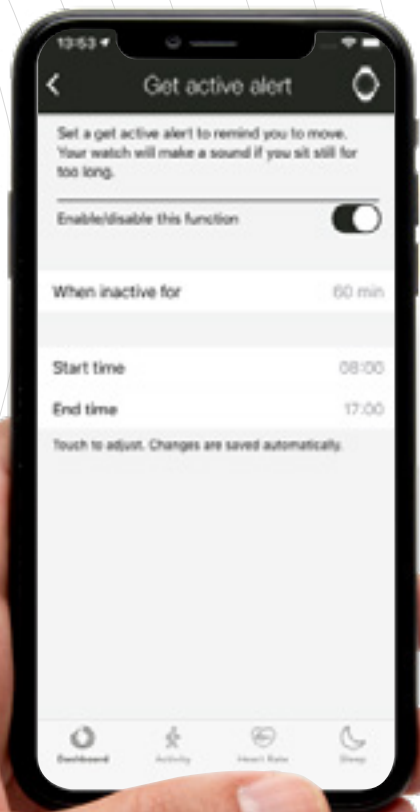 13:53
Get active alert
Set a get active alert to remind you to move.
Your watch will make a sound if you sit still for
too long.
Enable/disable this function
When inactive for 60 min
Start time 08:00
End time 17:00
Touch to adjust. Changes are saved automatically.
Dashboard Activity Heart Rate Sleep